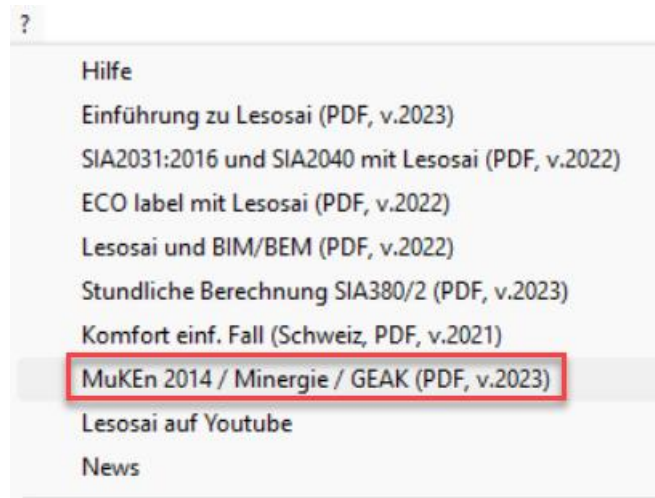 ?
Hilfe
Einführung zu Lesosai (PDF, v.2023)
SIA2031:2016 und SIA2040 mit Lesosai (PDF, v.2022)
ECO label mit Lesosai (PDF, v.2022)
Lesosai und BIM/BEM (PDF, v.2022)
Stundliche Berechnung SIA380/2 (PDF, v.2023)
Komfort einf. Fall (Schweiz, PDF, v.2021)
MuKEn 2014 / Minergie / GEAK (PDF, v.2023)
Lesosai auf Youtube
News